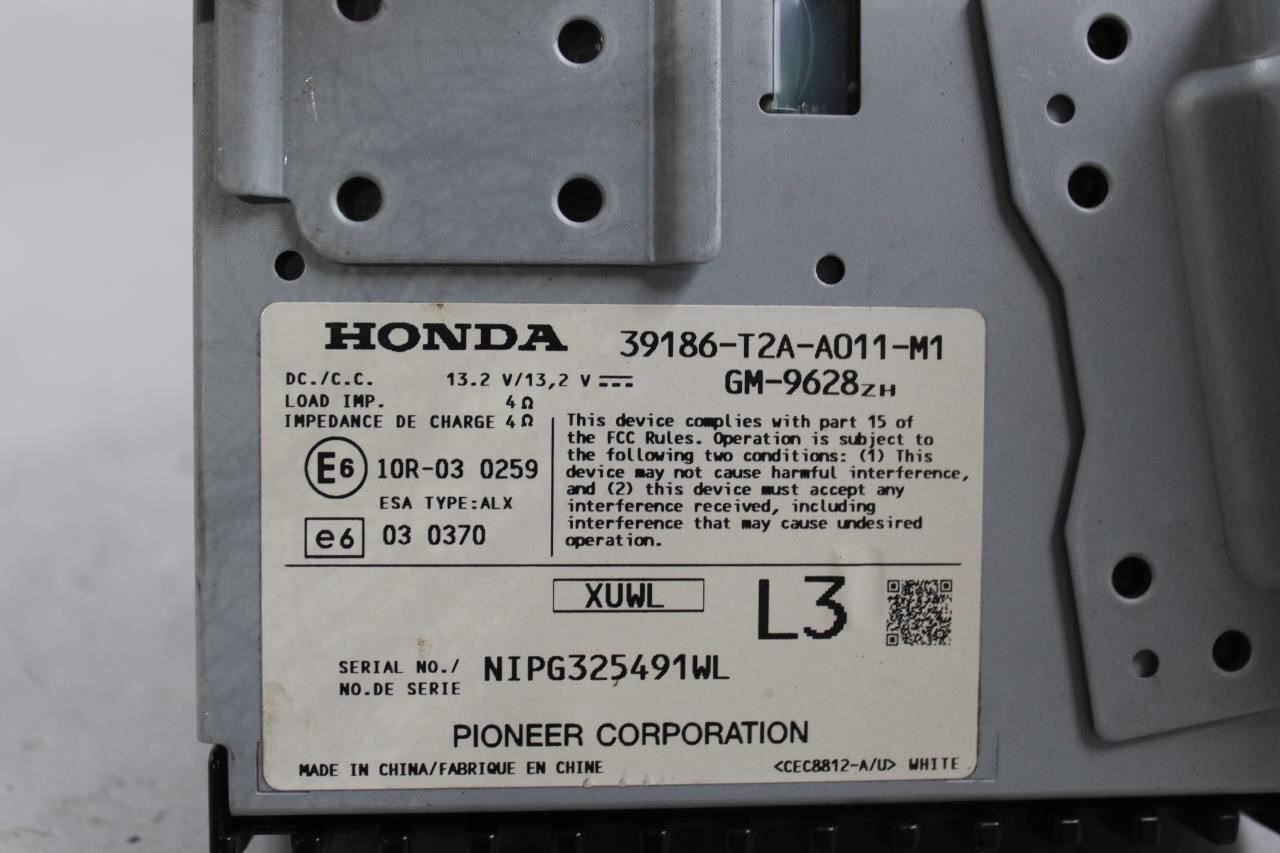 HONDA 39186-T2A-A011-M1
DC./C.C. 13.2 V/13,2 V GM-9628ZH
LOAD IMP. 4Ω
IMPEDANCE DE CHARGE 4Ω
E6 10R-03 0259
ESA TYPE:ALX
e6 03 0370
This device complies with part 15 of
the FCC Rules. Operation is subject to
the following two conditions: (1) This
device may not cause harmful interference,
and (2) this device must accept any
interference received, including
interference that may cause undesired
operation.
XUWL L3
SERIAL NO./
NO.DE SERIE NIPG325491WL
PIONEER CORPORATION
MADE IN CHINA/FABRIQUE EN CHINE <CEC8812-A/U> WHITE